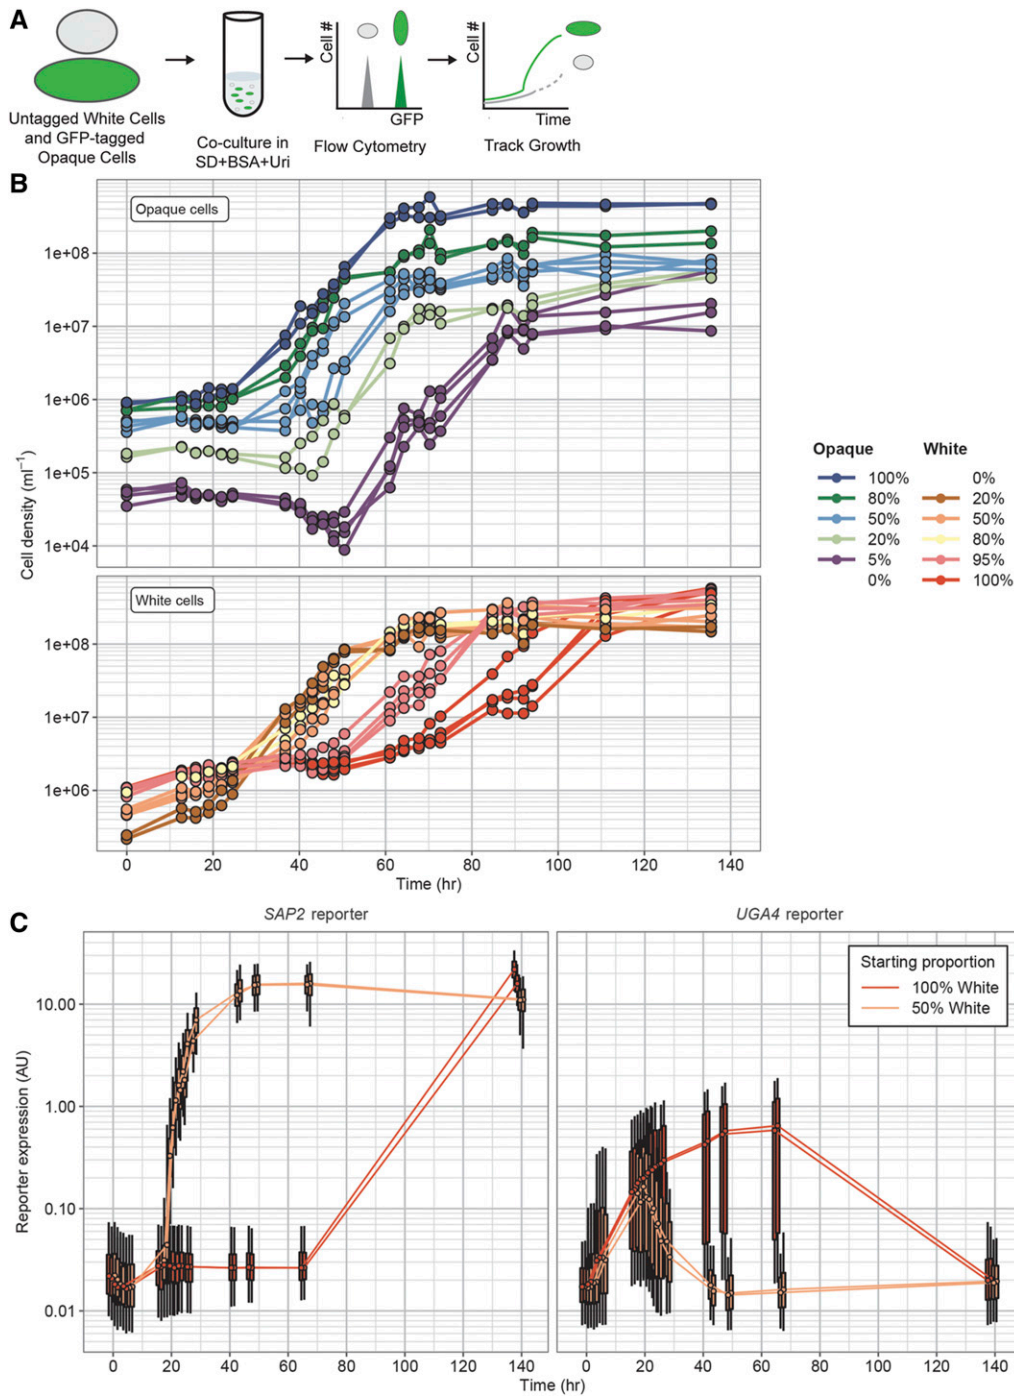 A
Cell #
GFP
Cell #
Time
Untagged White Cells
and GFP-tagged
Opaque Cells
Co-culture in
SD+BSA+Uri
Flow Cytometry
Track Growth
B
Opaque cells
1e+08
1e+07
1e+06
1e+05
1e+04
Cell density (ml⁻¹)
White cells
1e+08
1e+07
1e+06
0 20 40 60 80 100 120 140
Time (hr)
Opaque White
100% 0%
80% 20%
50% 50%
20% 80%
5% 95%
0% 100%
C
SAP2 reporter
UGA4 reporter
Starting proportion
100% White
50% White
10.00
1.00
0.10
0.01
Reporter expression (AU)
0 20 40 60 80 100 120 140
0 20 40 60 80 100 120 140
Time (hr)